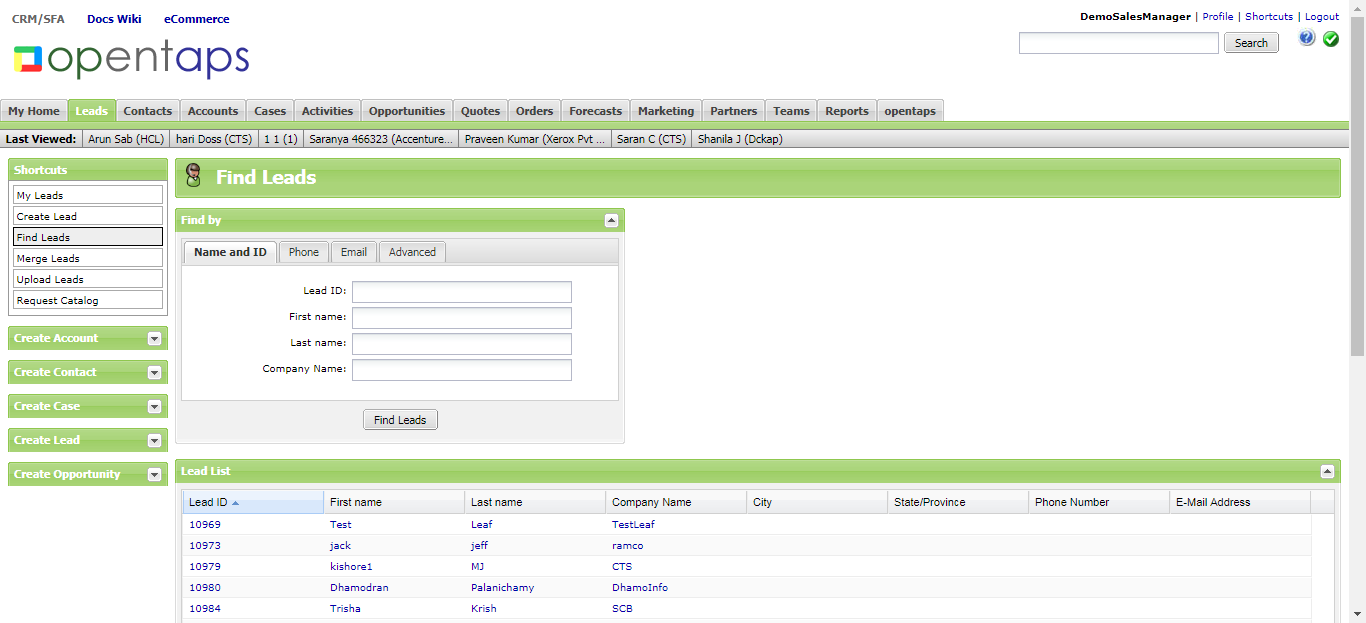 CRM/SFA Docs Wiki eCommerce
DemoSalesManager | Profile | Shortcuts | Logout
opentaps
Search
My Home Leads Contacts Accounts Cases Activities Opportunities Quotes Orders Forecasts Marketing Partners Teams Reports opentaps
Last Viewed: Arun Sab (HCL) hari Doss (CTS) 1 1 (1) Saranya 466323 (Accenture... Praveen Kumar (Xerox Pvt ... Saran C (CTS) Shanila J (Dckap)
Shortcuts
My Leads
Create Lead
Find Leads
Merge Leads
Upload Leads
Request Catalog
Create Account
Create Contact
Create Case
Create Lead
Create Opportunity
Find Leads
Find by
Name and ID Phone Email Advanced
Lead ID:
First name:
Last name:
Company Name:
Find Leads
Lead List
Lead ID First name Last name Company Name City State/Province Phone Number E-Mail Address
10969 Test Leaf TestLeaf
10973 jack jeff ramco
10979 kishore1 MJ CTS
10980 Dhamodran Palanichamy DhamoInfo
10984 Trisha Krish SCB